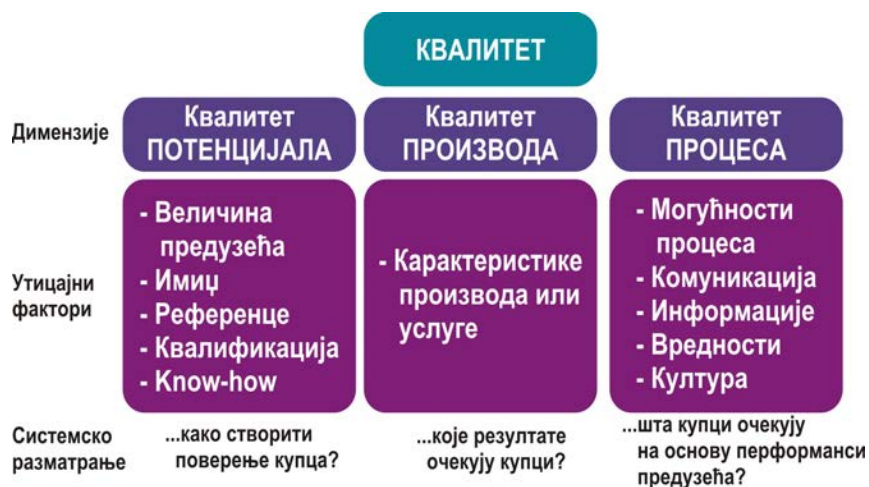 КВАЛИТЕТ
Димензије
Квалитет
ПОТЕНЦИЈАЛА
Квалитет
ПРОИЗВОДА
Квалитет
ПРОЦЕСА
Утицајни
фактори
- Величина
предузећа
- Имиџ
- Референце
- Квалификација
- Know-how
- Карактеристике
производа или
услуге
- Могућности
процеса
- Комуникација
- Информације
- Вредности
- Култура
Системско
разматрање
...како створити
поверење купца?
...које резултате
очекују купци?
...шта купци очекују
на основу перформанси
предузећа?